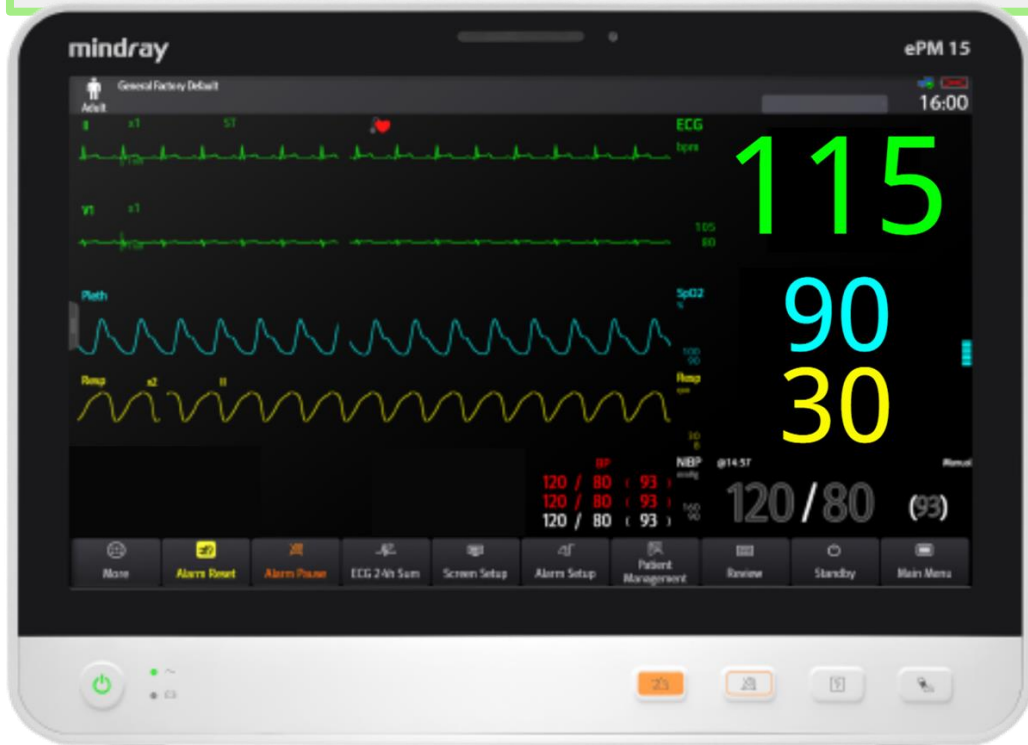 mindray ePM 15
General Factory Default
Adult 16:00
II x1 ST ECG
bpm 115
V1 x1
105
80
Pleth SpO2
% 90
100
90
Resp x2 II Resp
rpm 30
30
8
BP NIBP @14:57 Manual
mmHg
120 / 80 ( 93 )
120 / 80 ( 93 ) 160
120 / 80 ( 93 ) 90
120/80 (93)
More Alarm Reset Alarm Pause ECG 24h Sum Screen Setup Alarm Setup Patient Management Review Standby Main Menu